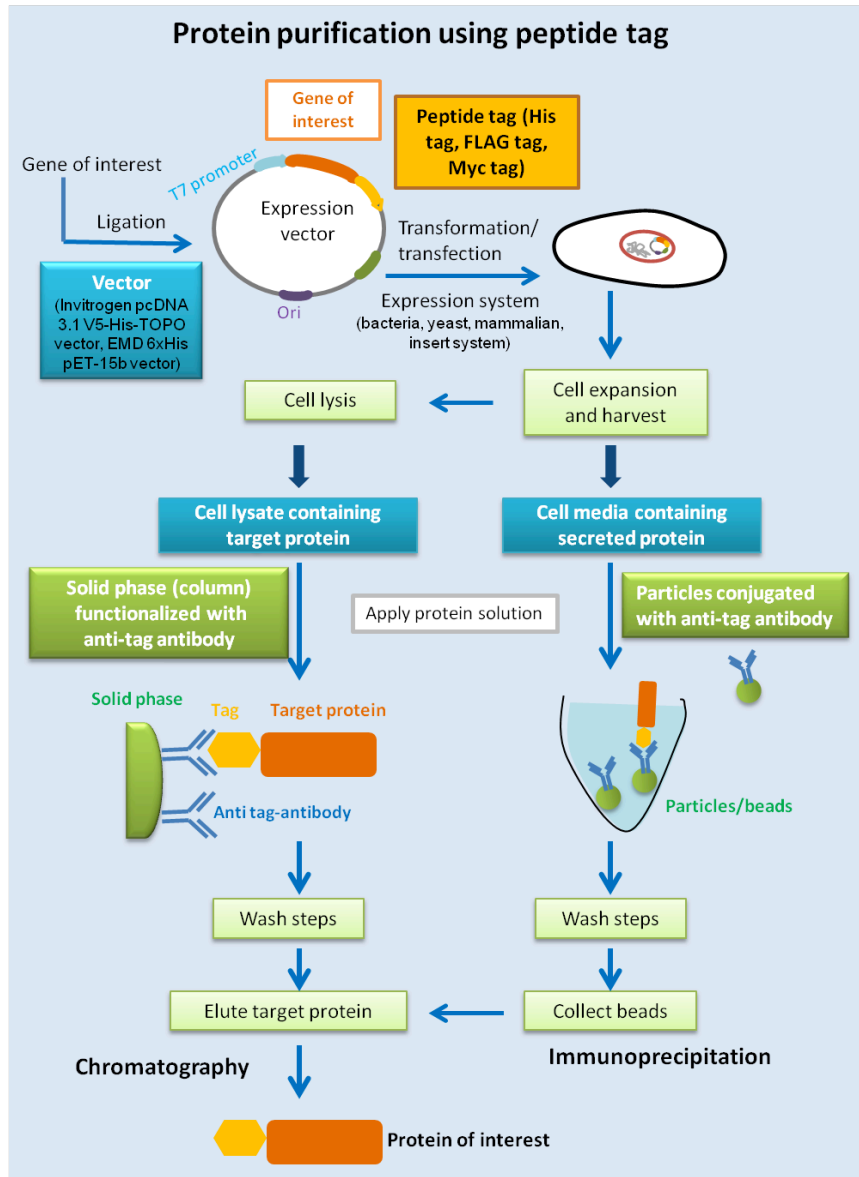 Protein purification using peptide tag
Gene of
interest
Peptide tag (His
tag, FLAG tag,
Myc tag)
T7 promoter
Gene of interest
Ligation
Expression
vector
Transformation/
transfection
Vector
(Invitrogen pcDNA
3.1 V5-His-TOPO
vector, EMD 6xHis
pET-15b vector)
Ori
Expression system
(bacteria, yeast, mammalian,
insert system)
Cell lysis
Cell expansion
and harvest
Cell lysate containing
target protein
Cell media containing
secreted protein
Solid phase (column)
functionalized with
anti-tag antibody
Apply protein solution
Particles conjugated
with anti-tag antibody
Solid phase
Tag
Target protein
Anti tag-antibody
Particles/beads
Wash steps
Wash steps
Elute target protein
Collect beads
Chromatography
Immunoprecipitation
Protein of interest